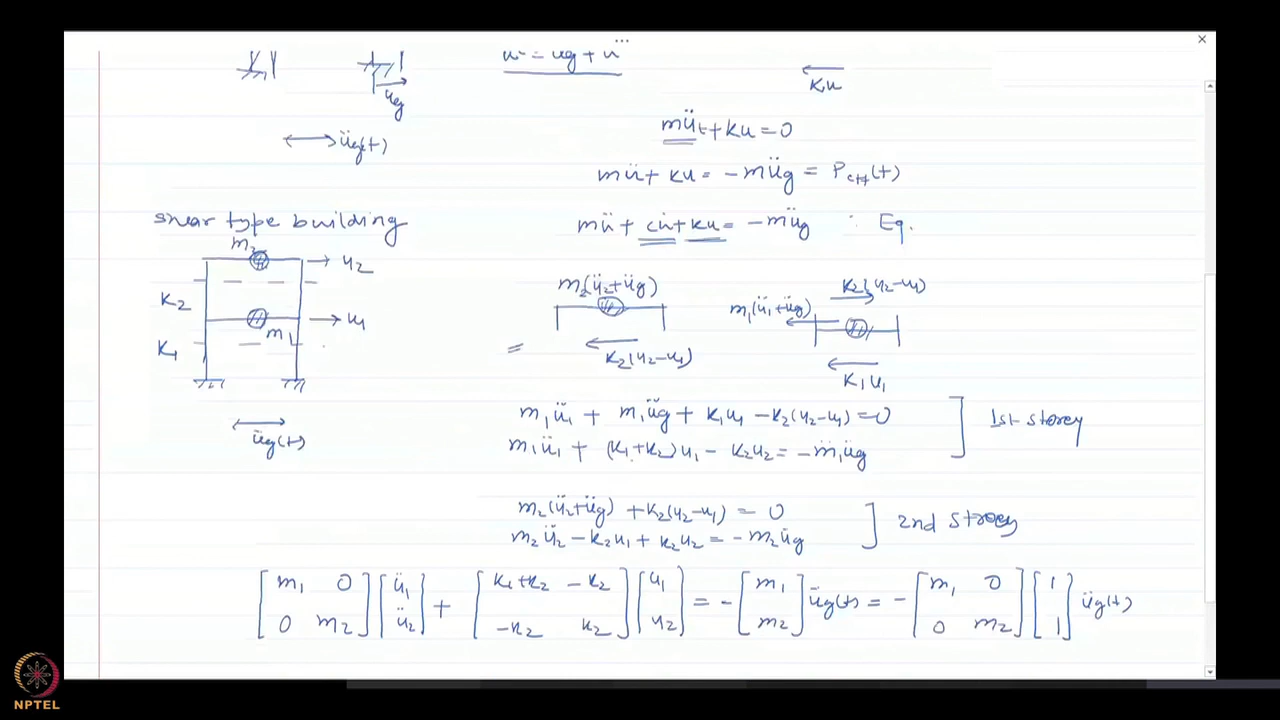 uᵗ = ug + u
ug
Ku
üg(t)
müt + ku = 0
mü + ku = -müg = Peff(t)
shear type building
mü + cu̇ + ku = -müg : Eq.
m2
u2
K2
u1
m1
K1
üg(t)
=
m2(ü2+üg)
K2(u2-u1)
K2(u2-u1)
m1(ü1+üg)
K1u1
m1ü1 + m1üg + k1u1 - k2(u2-u1) = 0
m1ü1 + (k1+k2)u1 - k2u2 = -m1üg
1st-storey
m2(ü2+üg) + k2(u2-u1) = 0
m2ü2 - k2u1 + k2u2 = -m2üg
2nd storey
[m1 0; 0 m2] [ü1; ü2] + [k1+k2 -k2; -k2 k2] [u1; u2] = -[m1; m2] üg(t) = -[m1 0; 0 m2] [1; 1] üg(t)
NPTEL